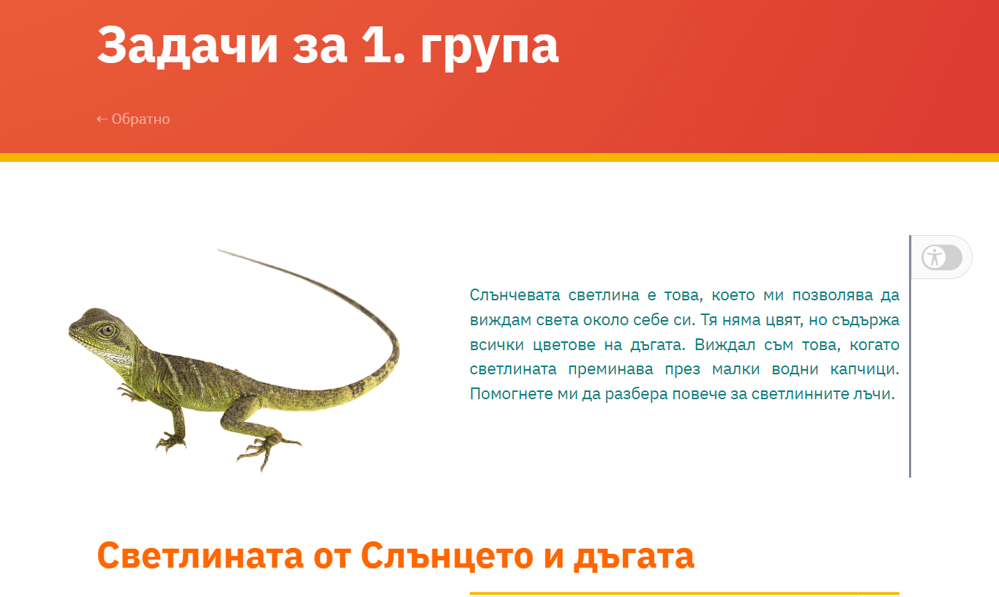 Задачи за 1. група
← Обратно
Слънчевата светлина е това, което ми позволява да
виждам света около себе си. Тя няма цвят, но съдържа
всички цветове на дъгата. Виждал съм това, когато
светлината преминава през малки водни капчици.
Помогнете ми да разбера повече за светлинните лъчи.
Светлината от Слънцето и дъгата